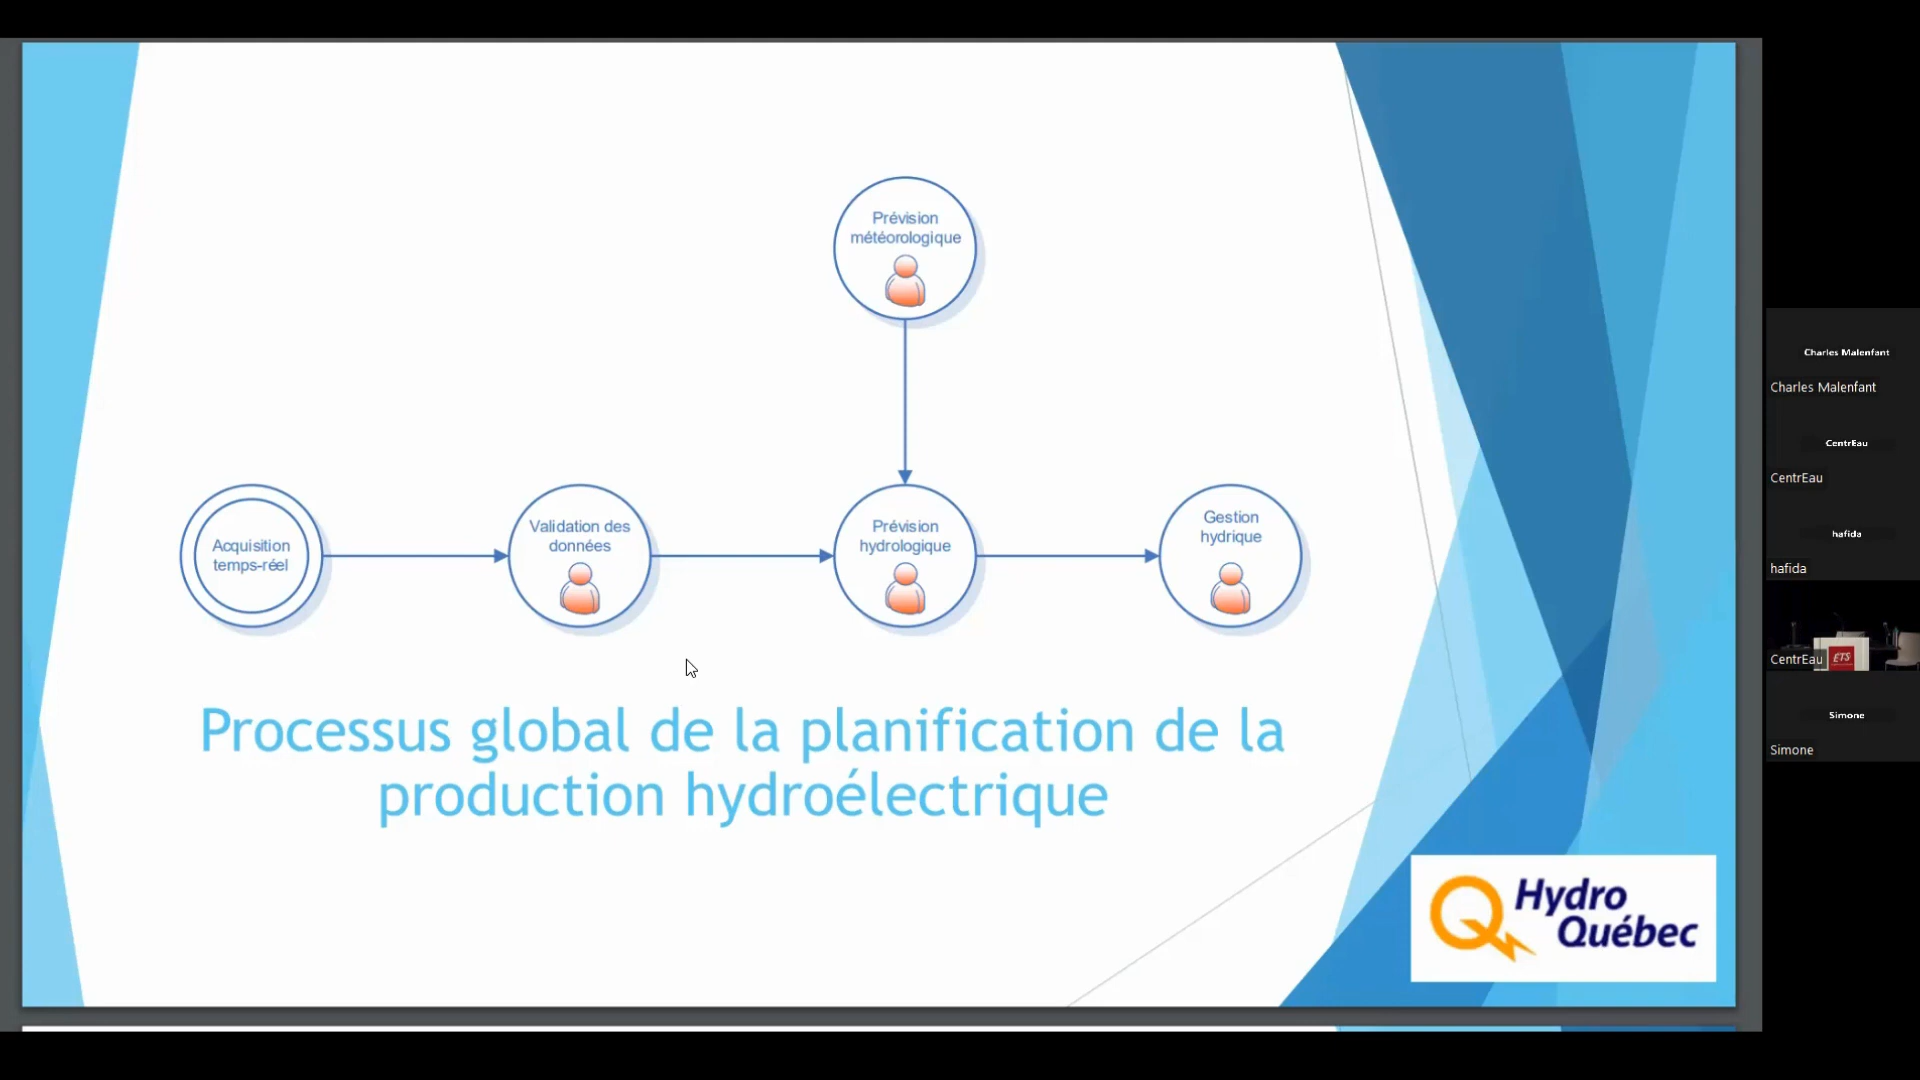 Prévision
météorologique
Acquisition
temps-réel
Validation des
données
Prévision
hydrologique
Gestion
hydrique
Processus global de la planification de la
production hydroélectrique
Hydro
Québec
Charles Malenfant
Charles Malenfant
CentrEau
CentrEau
hafida
hafida
CentrEau
ÉTS
Simone
Simone